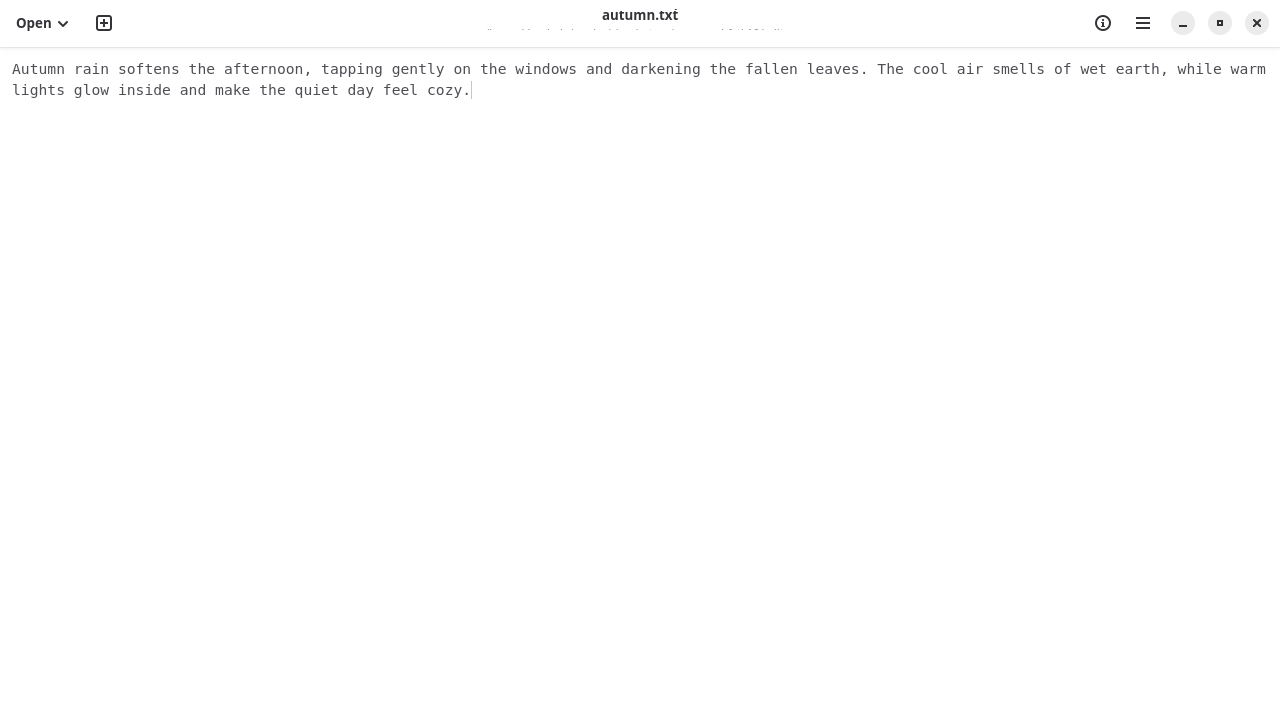 Open
autumn.txt
Autumn rain softens the afternoon, tapping gently on the windows and darkening the fallen leaves. The cool air smells of wet earth, while warm
lights glow inside and make the quiet day feel cozy.